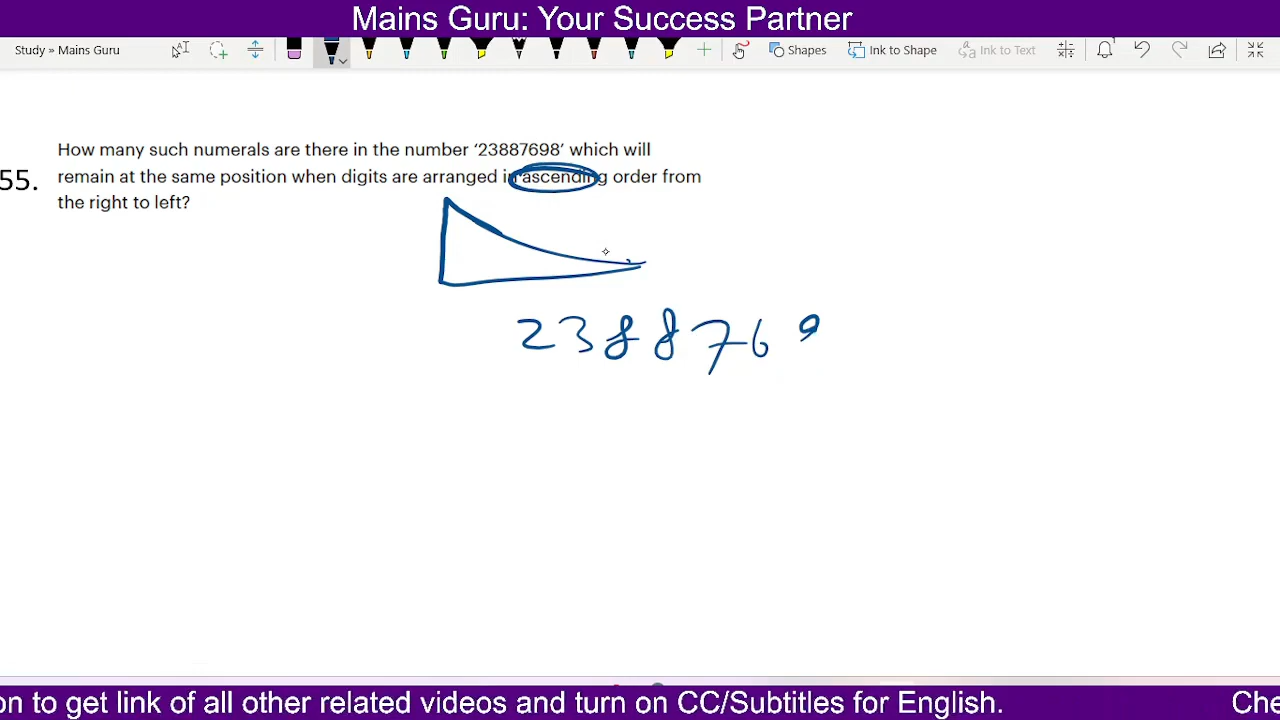 Mains Guru: Your Success Partner
Study » Mains Guru
Shapes
Ink to Shape
Ink to Text
How many such numerals are there in the number ‘23887698’ which will
55.
remain at the same position when digits are arranged in ascending order from
the right to left?
2388769
on to get link of all other related videos and turn on CC/Subtitles for English.
Che